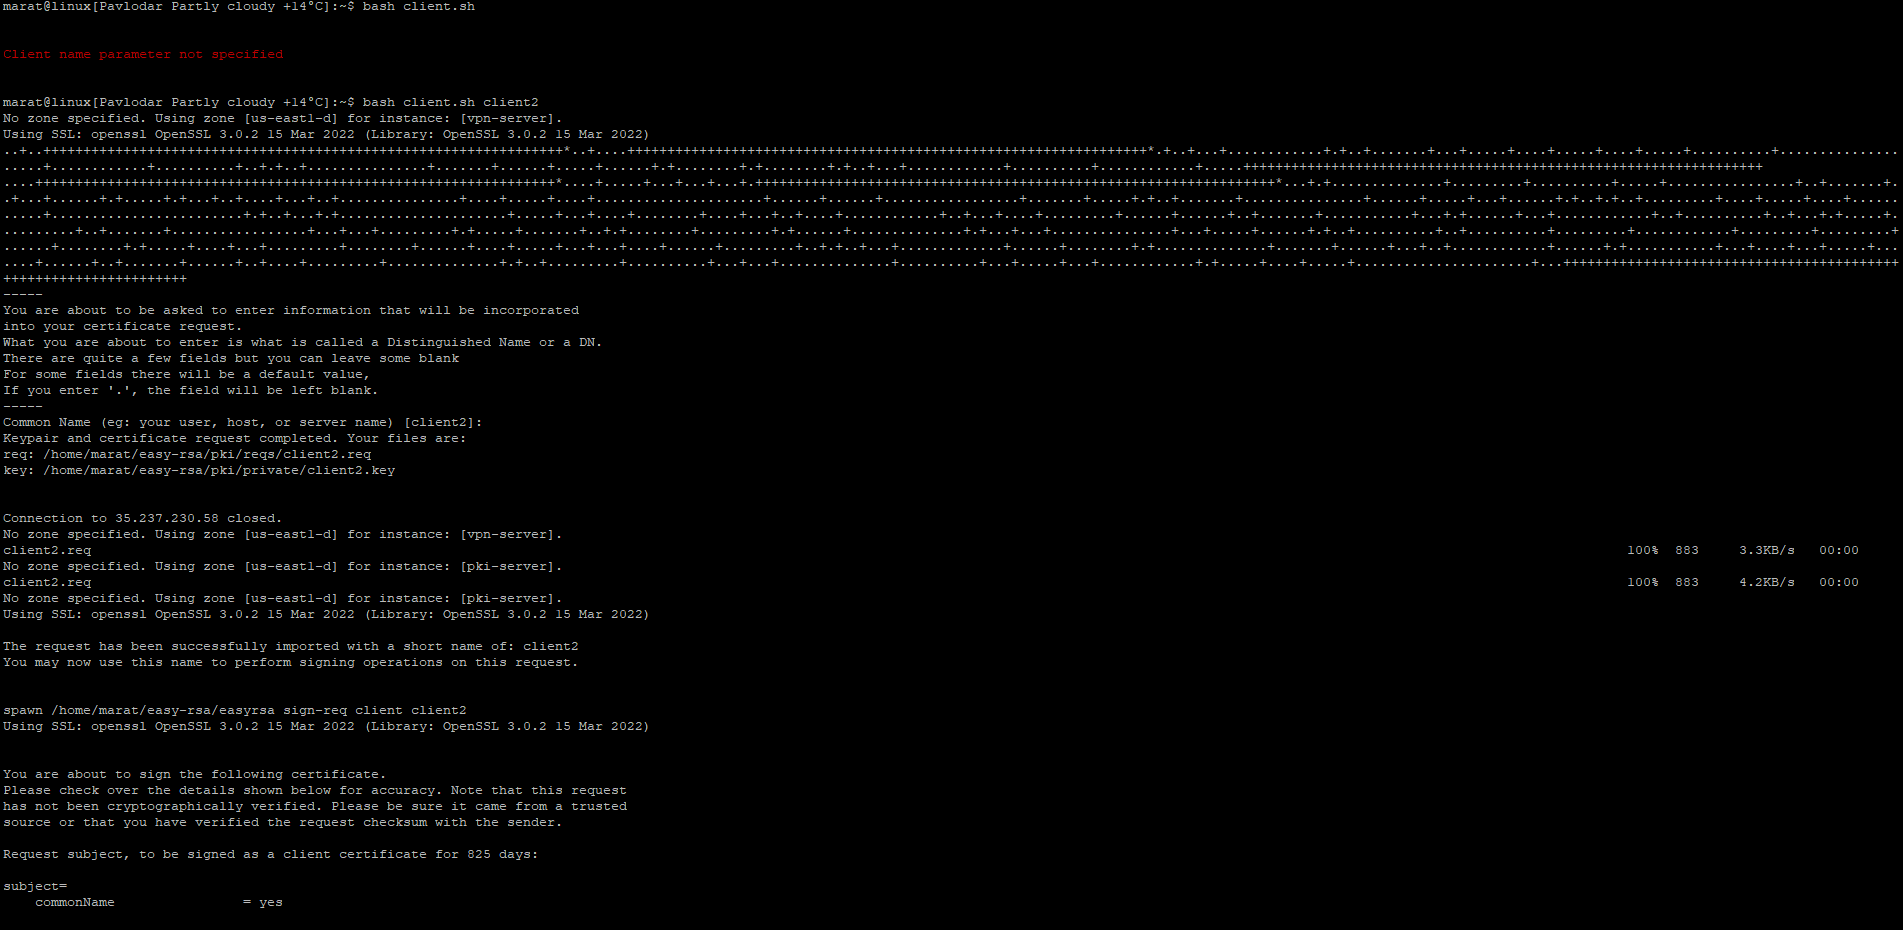 marat@linux[Pavlodar Partly cloudy +14°C]:~$ bash client.sh
Client name parameter not specified
marat@linux[Pavlodar Partly cloudy +14°C]:~$ bash client.sh client2
No zone specified. Using zone [us-east1-d] for instance: [vpn-server].
Using SSL: openssl OpenSSL 3.0.2 15 Mar 2022 (Library: OpenSSL 3.0.2 15 Mar 2022)
-----
You are about to be asked to enter information that will be incorporated
into your certificate request.
What you are about to enter is what is called a Distinguished Name or a DN.
There are quite a few fields but you can leave some blank
For some fields there will be a default value,
If you enter '.', the field will be left blank.
-----
Common Name (eg: your user, host, or server name) [client2]:
Keypair and certificate request completed. Your files are:
req: /home/marat/easy-rsa/pki/reqs/client2.req
key: /home/marat/easy-rsa/pki/private/client2.key
Connection to 35.237.230.58 closed.
No zone specified. Using zone [us-east1-d] for instance: [vpn-server].
client2.req 100% 883 3.3KB/s 00:00
No zone specified. Using zone [us-east1-d] for instance: [pki-server].
client2.req 100% 883 4.2KB/s 00:00
No zone specified. Using zone [us-east1-d] for instance: [pki-server].
Using SSL: openssl OpenSSL 3.0.2 15 Mar 2022 (Library: OpenSSL 3.0.2 15 Mar 2022)
The request has been successfully imported with a short name of: client2
You may now use this name to perform signing operations on this request.
spawn /home/marat/easy-rsa/easyrsa sign-req client client2
Using SSL: openssl OpenSSL 3.0.2 15 Mar 2022 (Library: OpenSSL 3.0.2 15 Mar 2022)
You are about to sign the following certificate.
Please check over the details shown below for accuracy. Note that this request
has not been cryptographically verified. Please be sure it came from a trusted
source or that you have verified the request checksum with the sender.
Request subject, to be signed as a client certificate for 825 days:
subject=
commonName = yes